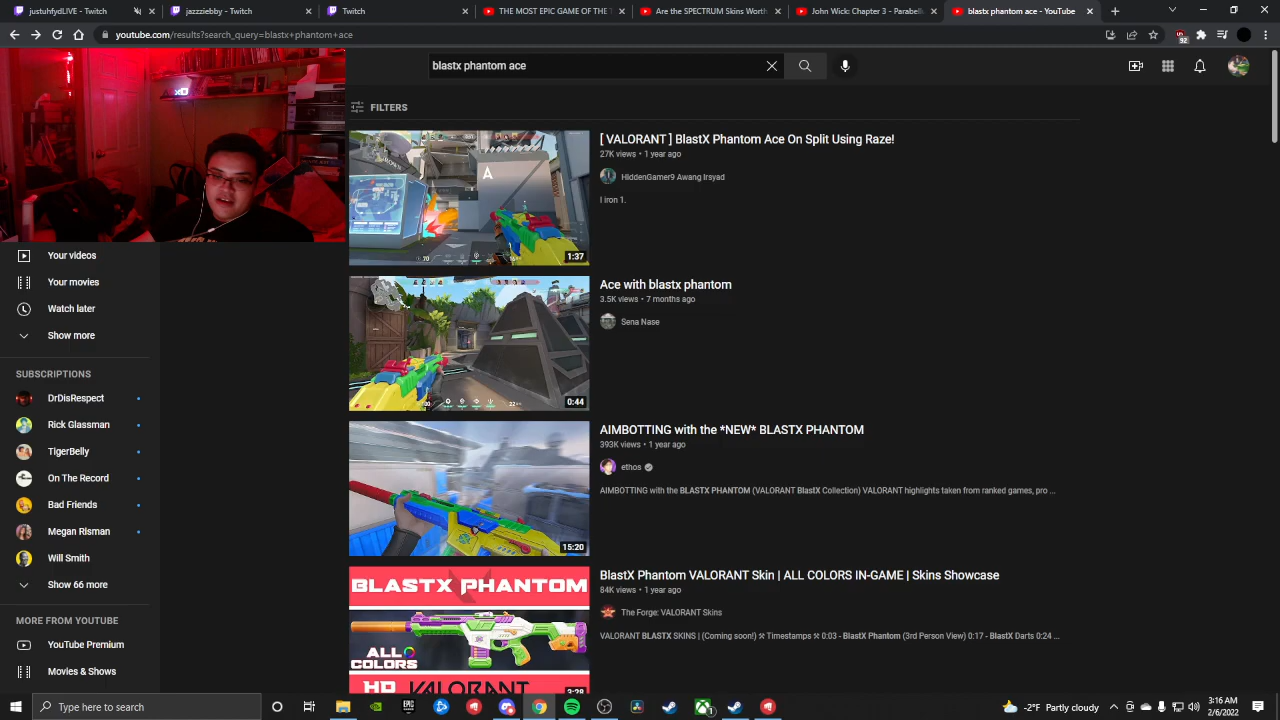 justuhfyLIVE - Twitch
jazzziebby - Twitch
Twitch
THE MOST EPIC GAME OF THE
Are the SPECTRUM Skins Worth
John Wick: Chapter 3 - Parabell
blastx phantom ace - YouTube
youtube.com/results?search_query=blastx+phantom+ace
92
blastx phantom ace
FILTERS
[ VALORANT ] BlastX Phantom Ace On Split Using Raze!
27K views • 1 year ago
HiddenGamer9 Awang Irsyad
I iron 1.
A
70
1:37
Your videos
Your movies
Watch later
Show more
Ace with blastx phantom
3.5K views • 7 months ago
Sena Nase
0:44
SUBSCRIPTIONS
DrDisRespect
Rick Glassman
TigerBelly
On The Record
Bad Friends
Megan Risman
Will Smith
Show 66 more
AIMBOTTING with the *NEW* BLASTX PHANTOM
393K views • 1 year ago
ethos
AIMBOTTING with the BLASTX PHANTOM (VALORANT BlastX Collection) VALORANT highlights taken from ranked games, pro ...
15:20
BLASTX PHANTOM
ALL
COLORS
HD VALORANT
3:28
BlastX Phantom VALORANT Skin | ALL COLORS IN-GAME | Skins Showcase
84K views • 1 year ago
The Forge: VALORANT Skins
VALORANT BLASTX SKINS | (Coming soon!) ⚒ Timestamps ⚒ 0:03 - BlastX Phantom (3rd Person View) 0:17 - BlastX Darts 0:24 ...
MORE FROM YOUTUBE
YouTube Premium
Movies & Shows
Type here to search
EPIC
-2°C Partly cloudy
3:16 AM
2/6/2022